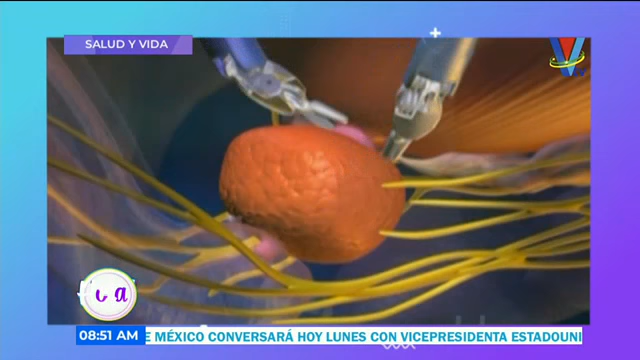 SALUD Y VIDA
08:51 AM
E MÉXICO CONVERSARÁ HOY LUNES CON VICEPRESIDENTA ESTADOUNI